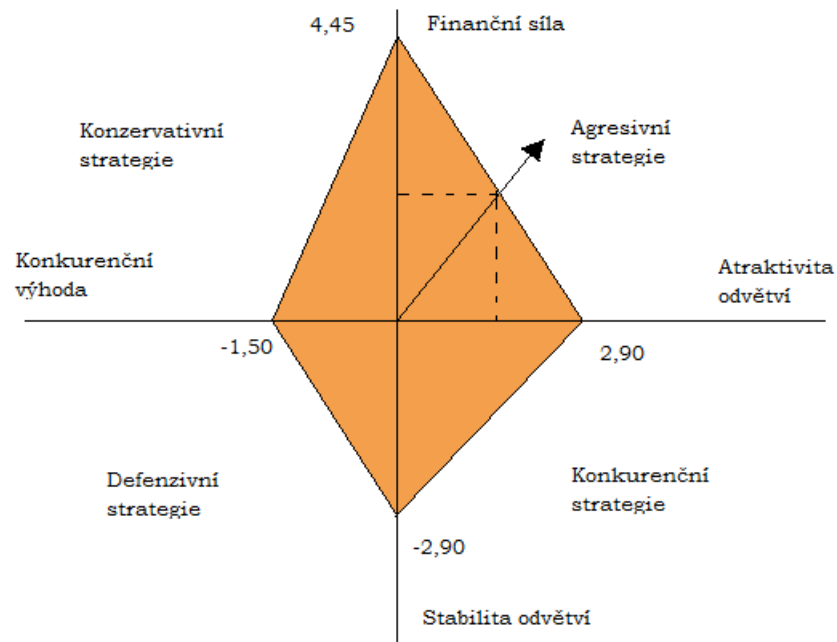 4,45
Finanční síla
Konzervativní
strategie
Agresivní
strategie
Konkurenční
výhoda
Atraktivita
odvětví
-1,50
2,90
Defenzivní
strategie
Konkurenční
strategie
-2,90
Stabilita odvětví